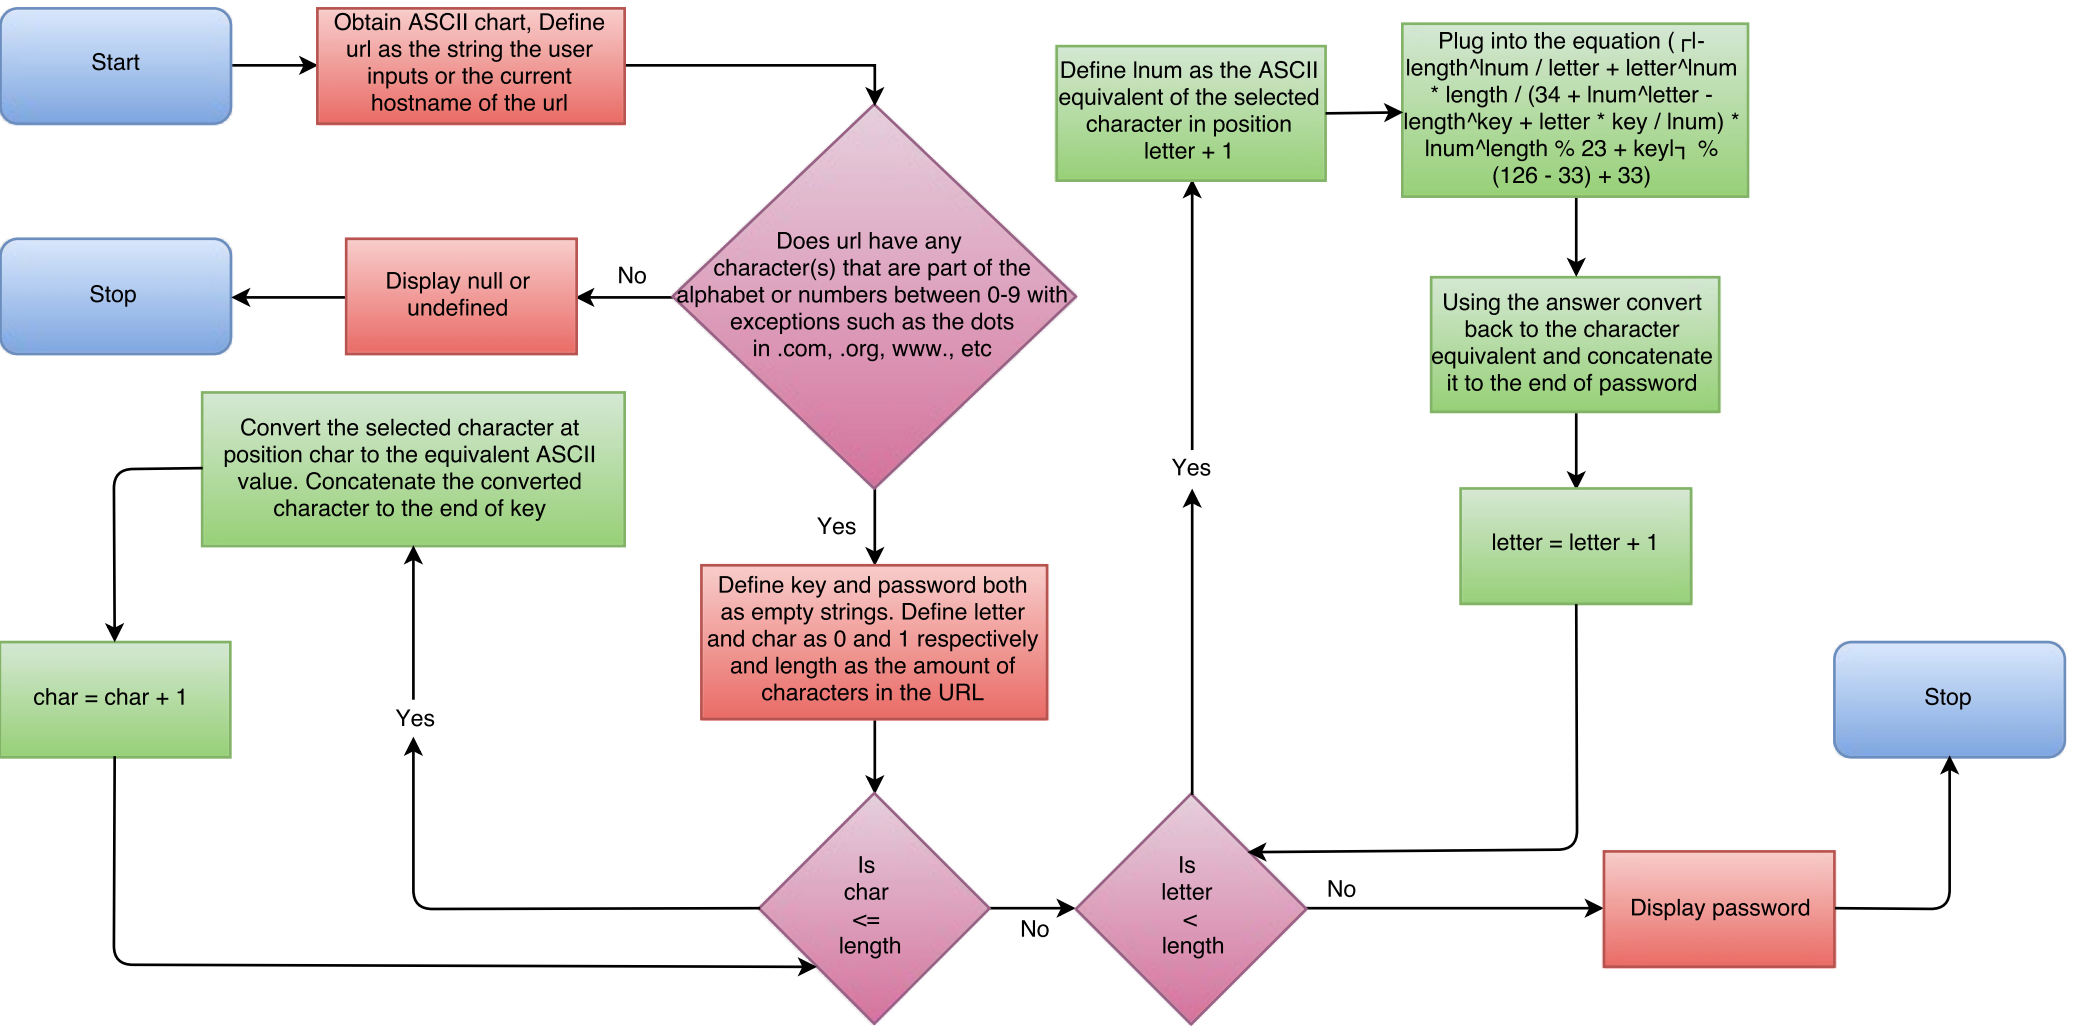 Start
Obtain ASCII chart, Define
url as the string the user
inputs or the current
hostname of the url
Does url have any
character(s) that are part of the
alphabet or numbers between 0-9 with
exceptions such as the dots
in .com, .org, www., etc
No
Display null or
undefined
Stop
Yes
Define key and password both
as empty strings. Define letter
and char as 0 and 1 respectively
and length as the amount of
characters in the URL
Is
char
<=
length
Yes
Convert the selected character at
position char to the equivalent ASCII
value. Concatenate the converted
character to the end of key
char = char + 1
No
Is
letter
<
length
Yes
Define lnum as the ASCII
equivalent of the selected
character in position
letter + 1
Plug into the equation (┌|-
length^lnum / letter + letter^lnum
* length / (34 + lnum^letter -
length^key + letter * key / lnum) *
lnum^length % 23 + key|┐ %
(126 - 33) + 33)
Using the answer convert
back to the character
equivalent and concatenate
it to the end of password
letter = letter + 1
No
Display password
Stop